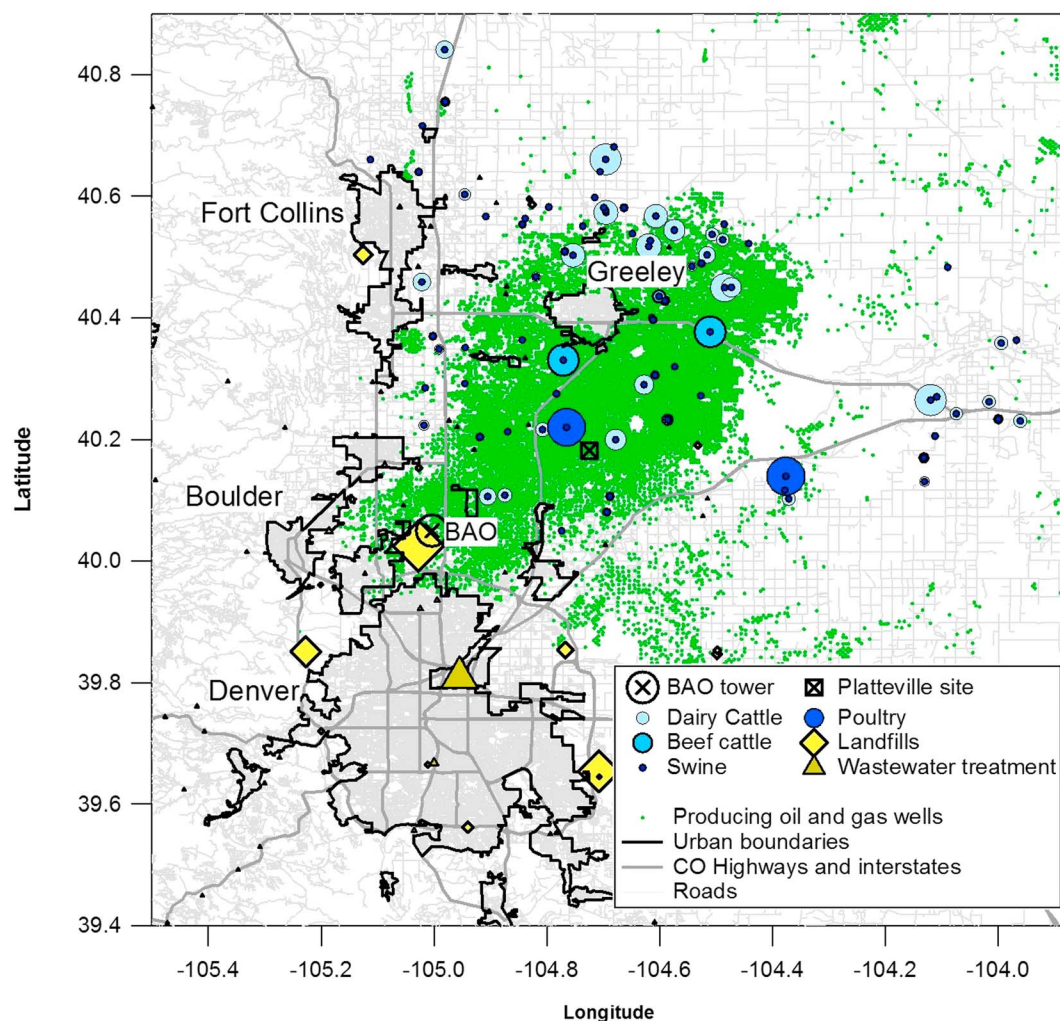 40.8
40.6
Fort Collins
Greeley
40.4
Latitude
40.2
Boulder
BAO
40.0
39.8
Denver
39.6
39.4
BAO tower
Platteville site
Dairy Cattle
Poultry
Beef cattle
Landfills
Swine
Wastewater treatment
Producing oil and gas wells
Urban boundaries
CO Highways and interstates
Roads
-105.4 -105.2 -105.0 -104.8 -104.6 -104.4 -104.2 -104.0
Longitude